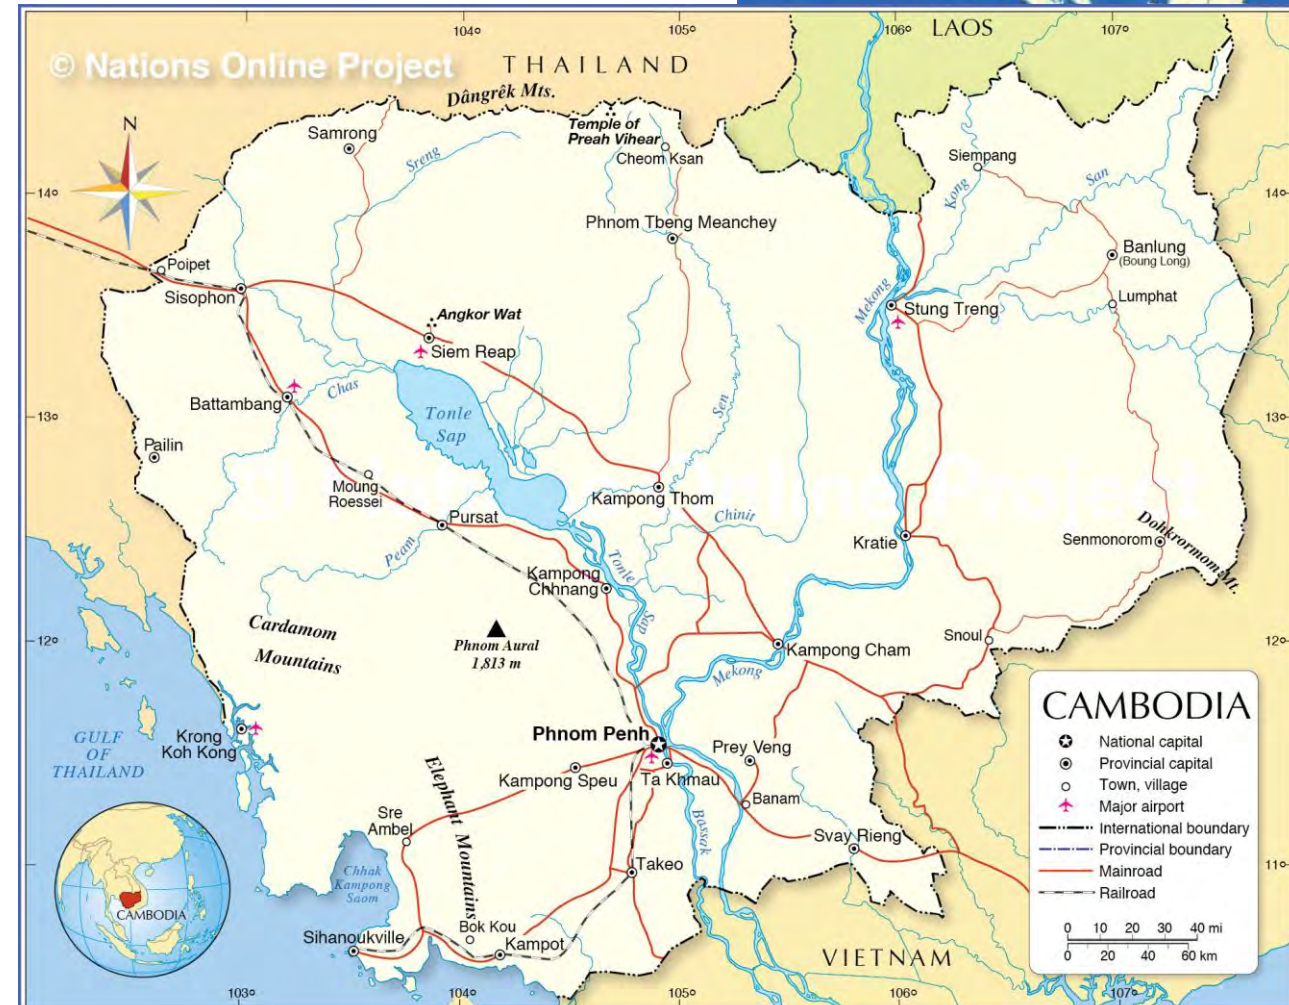 104°
105°
106°
107°
LAOS
© Nations Online Project
THAILAND
Dângrêk Mts.
N
Samrong
Sreng
Temple of
Preah Vihear
Cheom Ksan
Siempang
Kong
San
14°
14°
Phnom Tbeng Meanchey
Banlung
(Boung Long)
Poipet
Sisophon
Mekong
Lumphat
Stung Treng
Angkor Wat
Siem Reap
Chas
Battambang
Tonle
Sap
Sen
13°
13°
Pailin
Moung
Roessei
Kampong Thom
Pursat
Chinit
Peam
Kratie
Senmonorom
Dohkrormom Mt.
Tonle
Sap
Kampong
Chhnang
Cardamom
Mountains
Phnom Aural
1,813 m
12°
12°
Snoul
Kampong Cham
Mekong
Krong
Koh Kong
GULF
OF
THAILAND
Phnom Penh
Prey Veng
Kampong Speu
Ta Khmau
Banam
Elephant Mountains
Sre
Ambel
Bassak
Svay Rieng
Takeo
11°
Chhak
Kampong
Saom
Bok Kou
Sihanoukville
Kampot
VIETNAM
CAMBODIA
CAMBODIA
National capital
Provincial capital
Town, village
Major airport
International boundary
Provincial boundary
Mainroad
Railroad
0 10 20 30 40 mi
0 20 40 60 km
103°
104°
105°
106°
107°